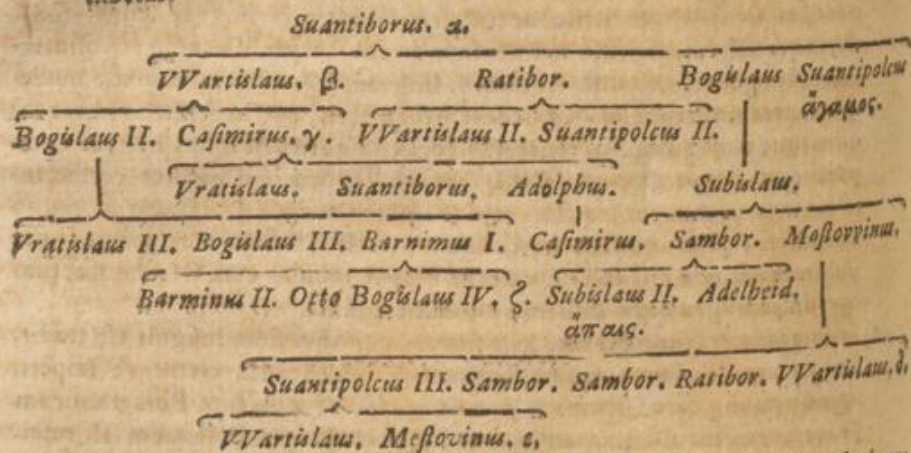 Suantiborus. α.
VVartislaus. β. Ratibor. Bogislaus Suantipolcus
ἄγαμος.
Bogislaus II. Casimirus. γ. VVartislaus II. Suantipolcus II.
Vratislaus. Suantiborus. Adolphus. Subislaus.
Vratislaus III. Bogislaus III. Barnimus I. Casimirus. Sambor. Mostovvinus.
Barminus II. Otto Bogislaus IV. ζ. Subislaus II. Adelheid.
ἄπαις.
Suantipolcus III. Sambor. Sambor. Ratibor. VVartislaus. δ.
VVartislaus. Mestovinus. ε.